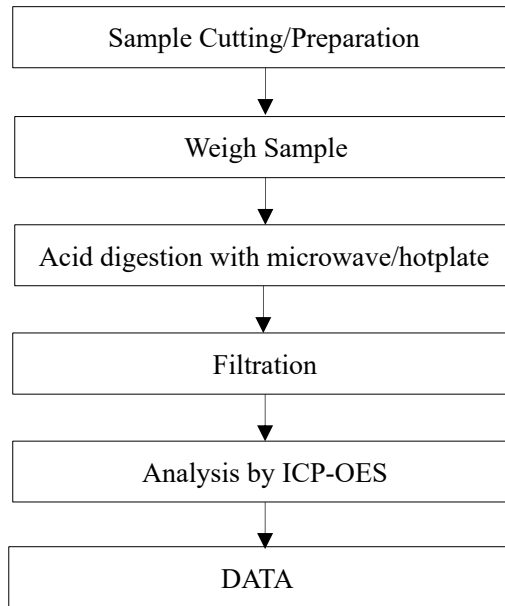 Sample Cutting/Preparation
Weigh Sample
Acid digestion with microwave/hotplate
Filtration
Analysis by ICP-OES
DATA